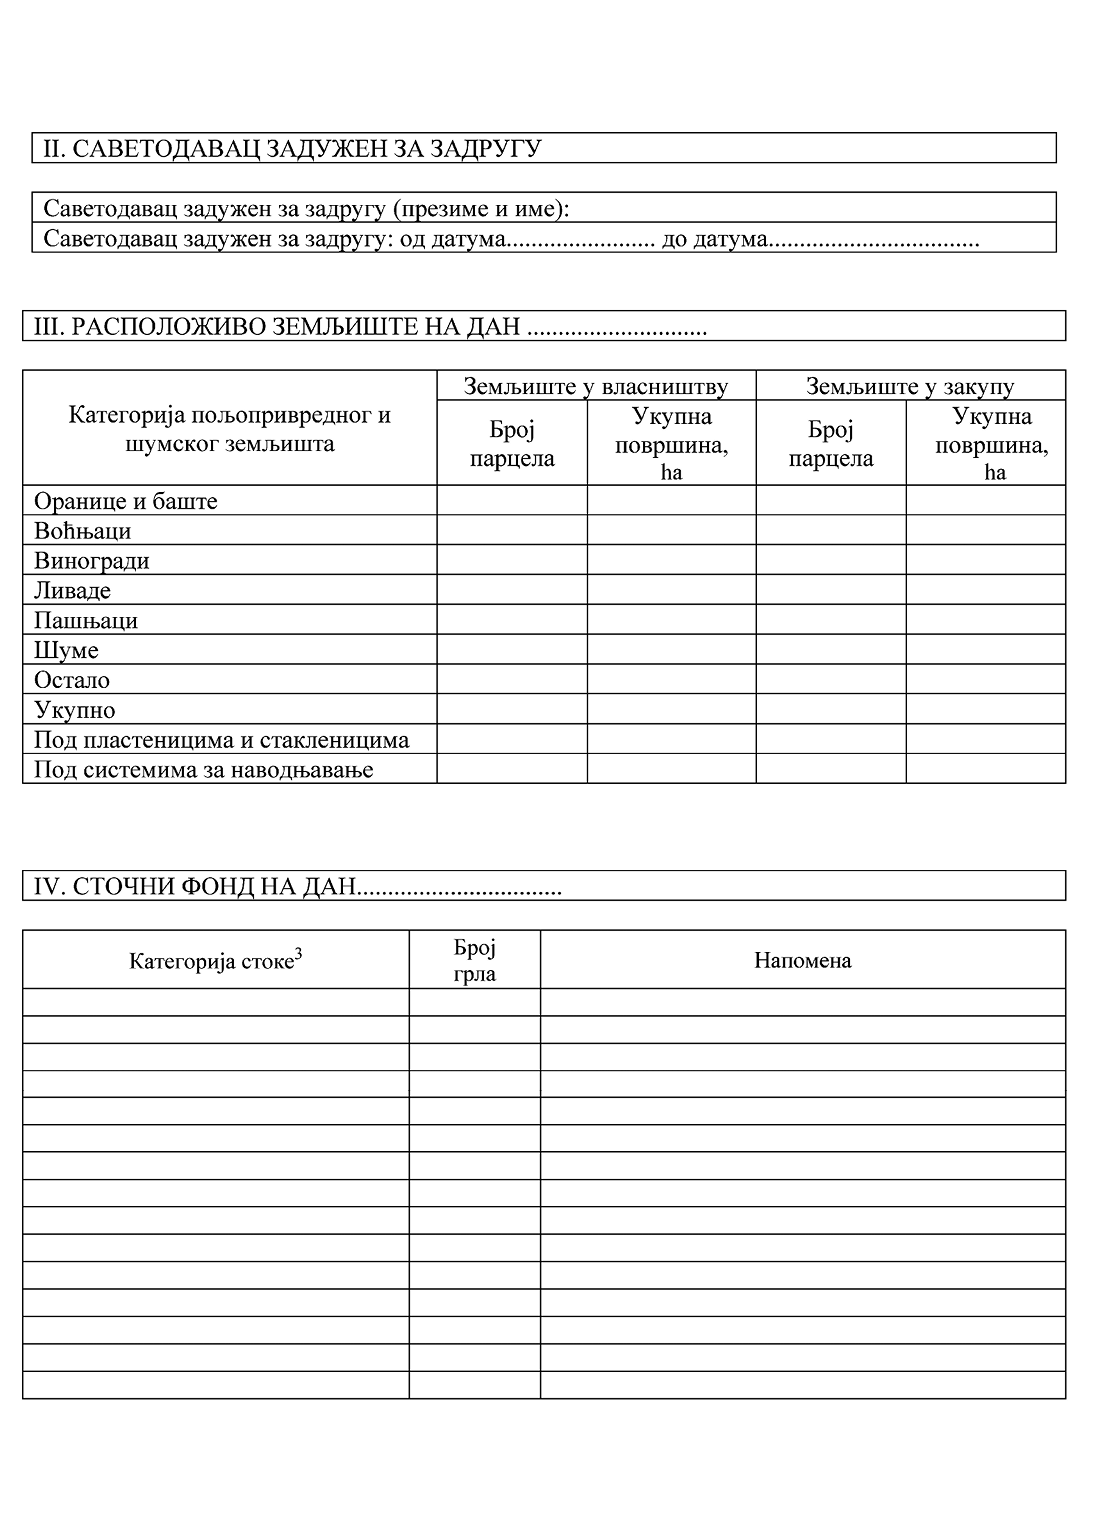 II. САВЕТОДАВАЦ ЗАДУЖЕН ЗА ЗАДРУГУ
Саветодавац задужен за задругу (презиме и име):
Саветодавац задужен за задругу: од датума........................ до датума..................................
III. РАСПОЛОЖИВО ЗЕМЉИШТЕ НА ДАН .............................
Категорија пољопривредног и
шумског земљишта
Земљиште у власништву
Земљиште у закупу
Број
парцела
Укупна
површина,
ha
Број
парцела
Укупна
површина,
ha
Оранице и баште
Воћњаци
Виногради
Ливаде
Пашњаци
Шуме
Остало
Укупно
Под пластеницима и стакленицима
Под системима за наводњавање
IV. СТОЧНИ ФОНД НА ДАН.................................
Категорија стоке³
Број
грла
Напомена